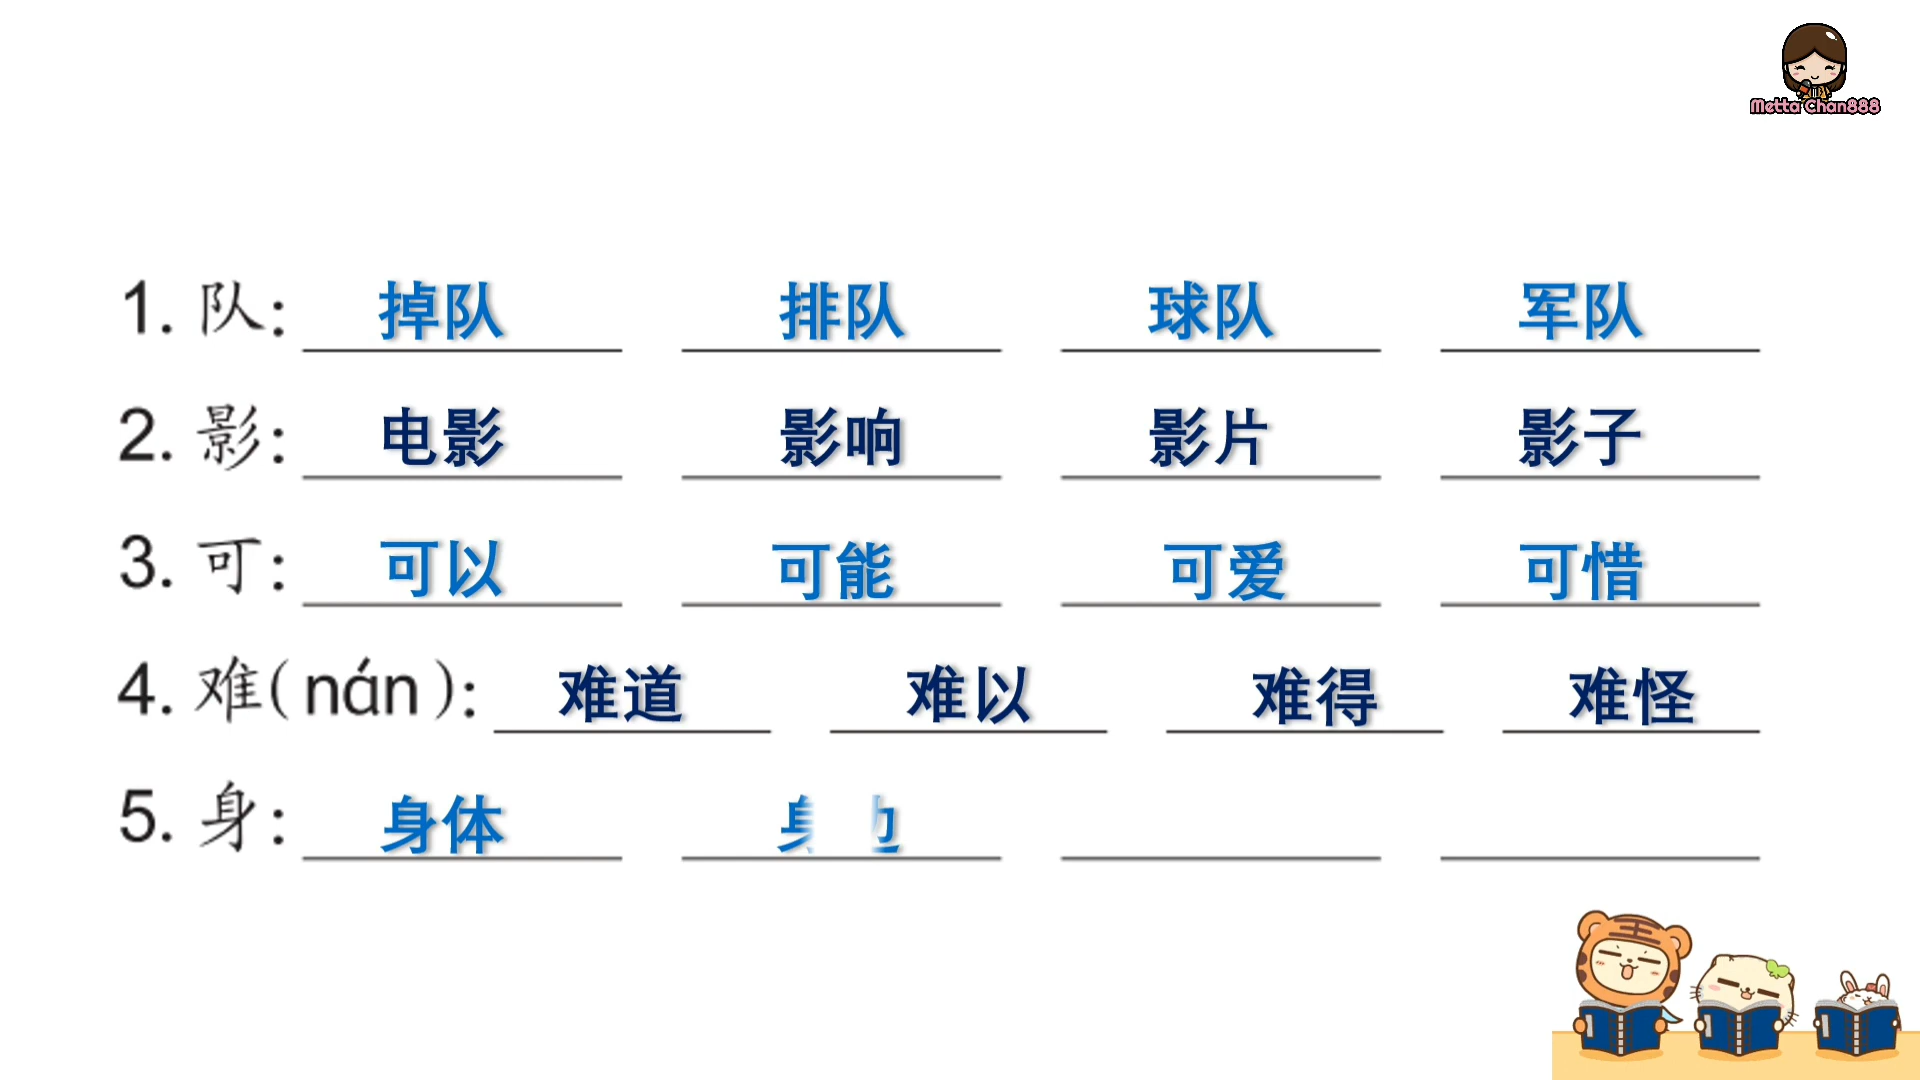 Metta Chan888
1. 队: 掉队 排队 球队 军队
2. 影: 电影 影响 影片 影子
3. 可: 可以 可能 可爱 可惜
4. 难(nán): 难道 难以 难得 难怪
5. 身: 身体
王